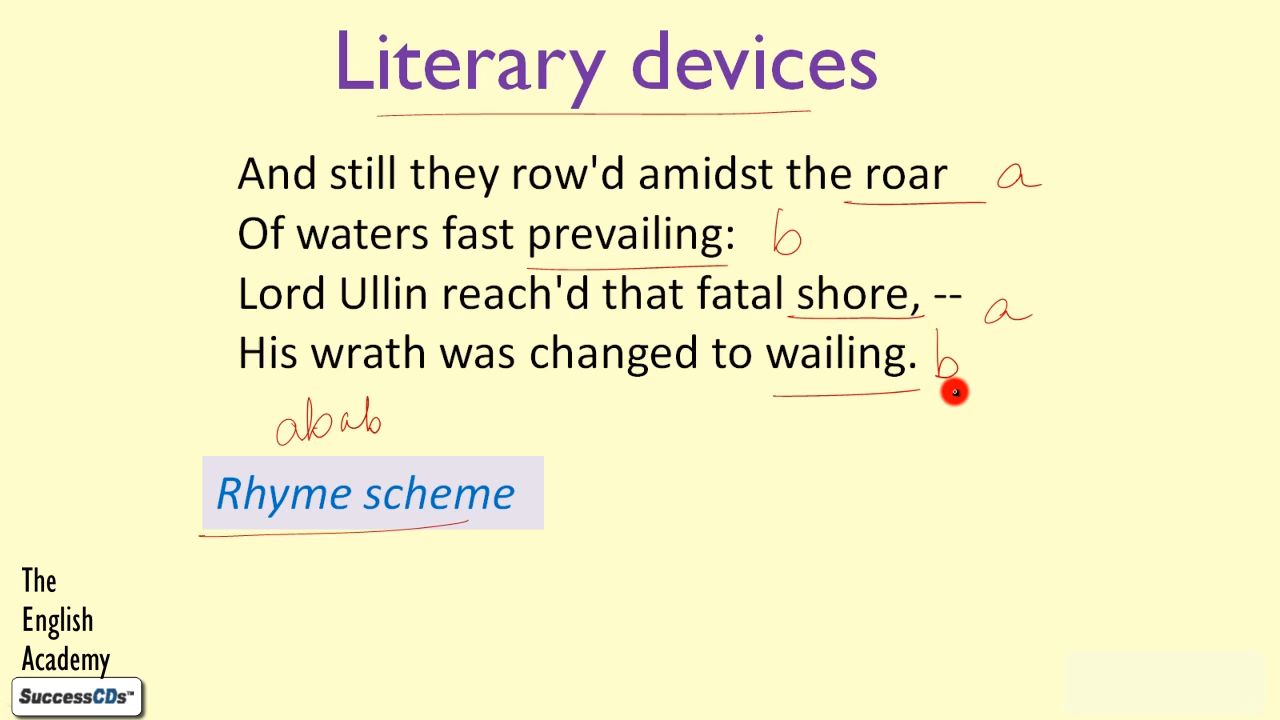 Literary devices
And still they row'd amidst the roar a
Of waters fast prevailing: b
Lord Ullin reach'd that fatal shore, -- a
His wrath was changed to wailing. b
abab
Rhyme scheme
The
English
Academy
SuccessCDs™